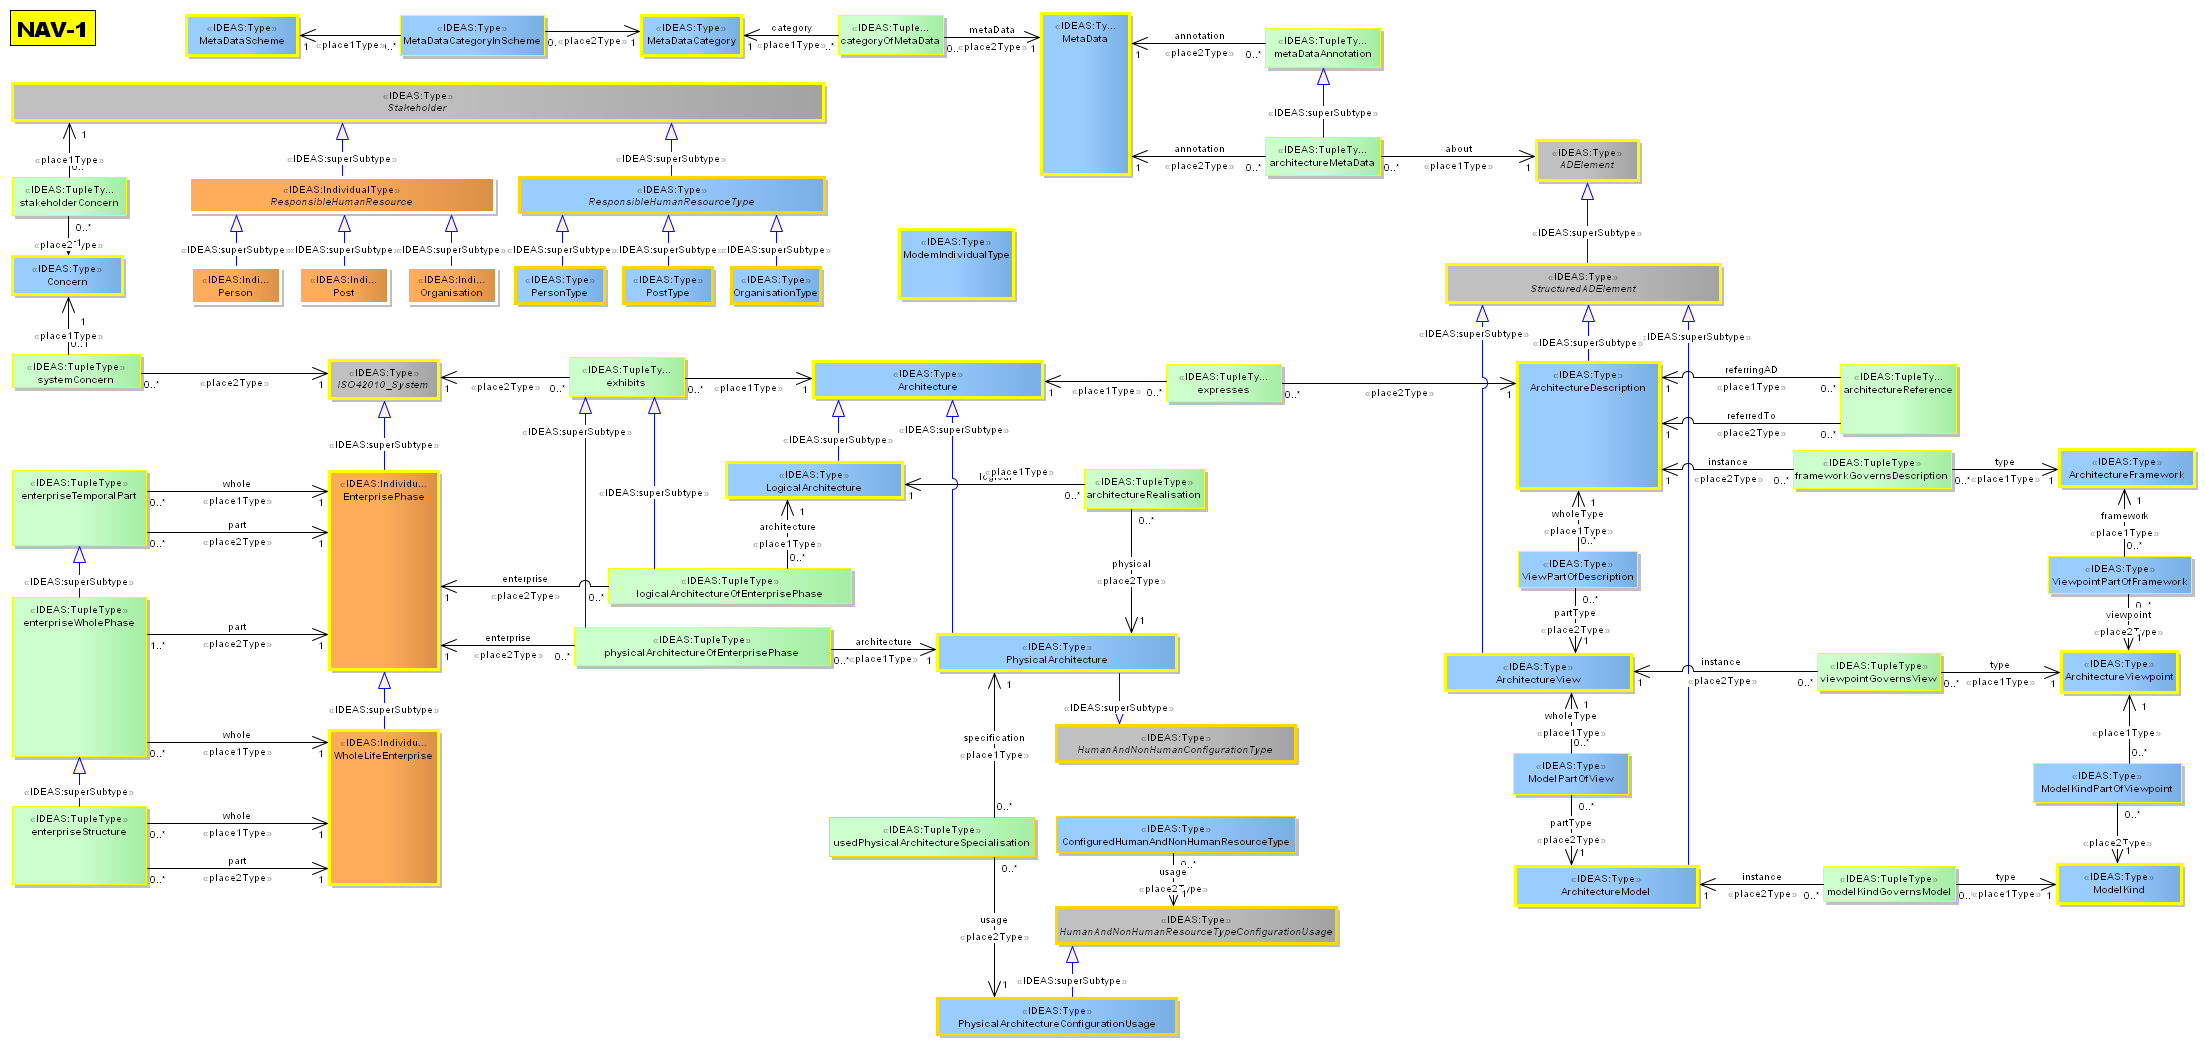 NAV-1
«IDEAS:Type»
MetaDataScheme
1
«place1Type»
..*
«IDEAS:Type»
MetaDataCategoryInScheme
0..
«place2Type»
1
«IDEAS:Type»
MetaDataCategory
category
1
«place1Type»
..*
«IDEAS:Tuple...
categoryOfMetaData
metaData
0..
«place2Type»
1
«IDEAS:Ty...
MetaData
annotation
1
«place2Type»
0..*
«IDEAS:TupleTy...
metaDataAnnotation
«IDEAS:superSubtype»
annotation
1
«place2Type»
0..*
«IDEAS:TupleTy...
architectureMetaData
about
0..*
«place1Type»
1
«IDEAS:Type»
ADElement
«IDEAS:superSubtype»
«IDEAS:Type»
StructuredADElement
«IDEAS:superSubtype»
«IDEAS:superSubtype»
«IDEAS:superSubtype»
«IDEAS:Type»
Stakeholder
1
«place1Type»
0..
«IDEAS:TupleTy...
stakeholderConcern
0..*
«place2Type»
1
«IDEAS:Type»
Concern
1
«place1Type»
0..1
«IDEAS:TupleType»
systemConcern
0..*
«place2Type»
1
«IDEAS:superSubtype»
«IDEAS:superSubtype»
«IDEAS:IndividualType»
ResponsibleHumanResource
«IDEAS:Type»
ResponsibleHumanResourceType
«IDEAS:superSubtype»
«IDEAS:superSubtype»
«IDEAS:superSubtype»
«IDEAS:superSubtype»
«IDEAS:superSubtype»
«IDEAS:superSubtype»
«IDEAS:Indi...
Person
«IDEAS:Indi...
Post
«IDEAS:Indi...
Organisation
«IDEAS:Type»
PersonType
«IDEAS:Type»
PostType
«IDEAS:Type»
OrganisationType
«IDEAS:Type»
ModemIndividualType
«IDEAS:Type»
ISO42010_System
1
«place2Type»
0..*
«IDEAS:TupleTy...
exhibits
0..*
«place1Type»
1
«IDEAS:Type»
Architecture
1
«place1Type»
0..*
«IDEAS:TupleTy...
expresses
0..*
«place2Type»
1
«IDEAS:Type»
ArchitectureDescription
referringAD
1
«place1Type»
0..*
referredTo
1
«place2Type»
0..*
«IDEAS:TupleTy...
architectureReference
instance
1
«place2Type»
0..*
«IDEAS:TupleType»
frameworkGovernsDescription
type
0..*
«place1Type»
1
«IDEAS:Type»
ArchitectureFramework
«IDEAS:superSubtype»
«IDEAS:superSubtype»
«IDEAS:superSubtype»
«IDEAS:superSubtype»
«IDEAS:superSubtype»
«IDEAS:TupleType»
enterpriseTemporalPart
whole
0..*
«place1Type»
1
part
0..*
«place2Type»
1
«IDEAS:Individu...
EnterprisePhase
«IDEAS:superSubtype»
«IDEAS:TupleType»
enterpriseWholePhase
part
1..*
«place2Type»
1
whole
0..*
«place1Type»
1
«IDEAS:superSubtype»
«IDEAS:superSubtype»
«IDEAS:Individu...
WholeLifeEnterprise
«IDEAS:TupleType»
enterpriseStructure
whole
0..*
«place1Type»
1
part
0..*
«place2Type»
1
«IDEAS:Type»
LogicalArchitecture
logical
1
«place1Type»
0..*
«IDEAS:TupleType»
architectureRealisation
0..*
physical
«place2Type»
1
1
architecture
«place1Type»
0..*
enterprise
1
«place2Type»
0..*
«IDEAS:TupleType»
logicalArchitectureOfEnterprisePhase
enterprise
1
«place2Type»
0..*
«IDEAS:TupleType»
physicalArchitectureOfEnterprisePhase
architecture
0..*
«place1Type»
1
«IDEAS:Type»
PhysicalArchitecture
«IDEAS:superSubtype»
«IDEAS:Type»
HumanAndNonHumanConfigurationType
1
specification
«place1Type»
0..*
«IDEAS:TupleType»
usedPhysicalArchitectureSpecialisation
0..*
usage
«place2Type»
1
«IDEAS:Type»
ConfiguredHumanAndNonHumanResourceType
0..*
usage
«place2Type»
1
«IDEAS:Type»
HumanAndNonHumanResourceTypeConfigurationUsage
«IDEAS:superSubtype»
«IDEAS:Type»
PhysicalArchitectureConfigurationUsage
1
wholeType
«place1Type»
0..*
«IDEAS:Type»
ViewPartOfDescription
0..*
partType
«place2Type»
1
«IDEAS:Type»
ArchitectureView
instance
1
«place2Type»
0..*
«IDEAS:TupleType»
viewpointGovernsView
type
0..*
«place1Type»
1
1
framework
«place1Type»
0..*
«IDEAS:Type»
ViewpointPartOfFramework
0..*
viewpoint
«place2Type»
1
«IDEAS:Type»
ArchitectureViewpoint
1
wholeType
«place1Type»
0..*
«IDEAS:Type»
ModelPartOfView
0..*
partType
«place2Type»
1
«IDEAS:Type»
ArchitectureModel
instance
1
«place2Type»
0..*
«IDEAS:TupleType»
modelKindGovernsModel
type
0..
«place1Type»
1
1
«place1Type»
0..*
«IDEAS:Type»
ModelKindPartOfViewpoint
0..*
«place2Type»
1
«IDEAS:Type»
ModelKind